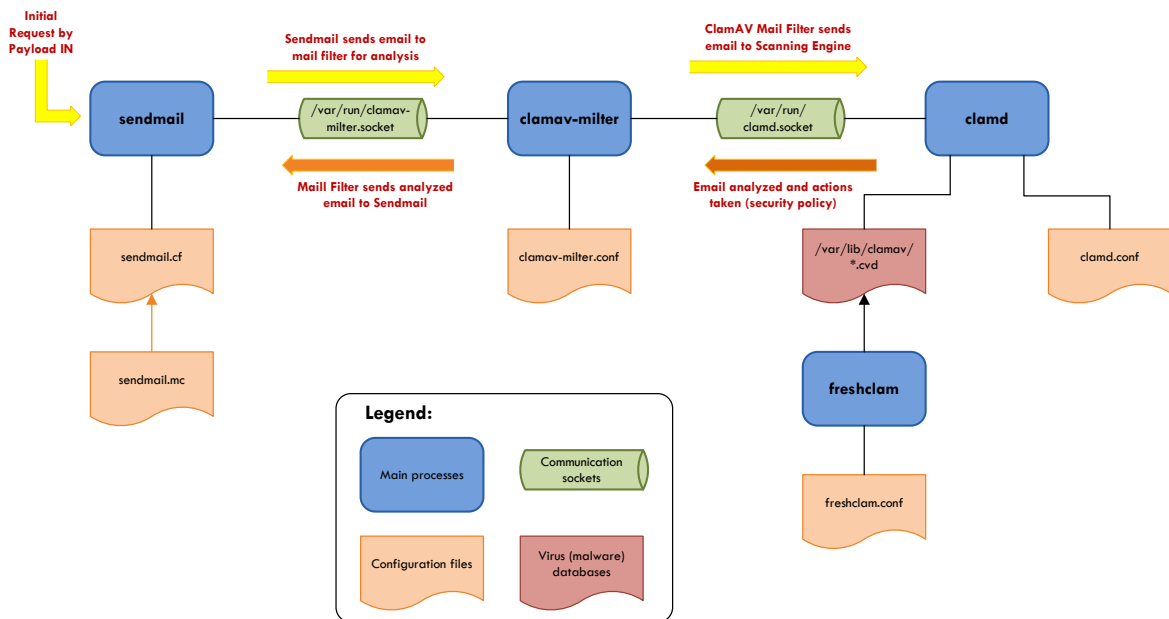 Initial
Request by
Payload IN
Sendmail sends email to
mail filter for analysis
ClamAV Mail Filter sends
email to Scanning Engine
sendmail
/var/run/clamav-
milter.socket
clamav-milter
/var/run/
clamd.socket
clamd
Maill Filter sends analyzed
email to Sendmail
Email analyzed and actions
taken (security policy)
sendmail.cf
clamav-milter.conf
/var/lib/clamav/
*.cvd
clamd.conf
sendmail.mc
freshclam
freshclam.conf
Legend:
Main processes
Communication
sockets
Configuration files
Virus (malware)
databases